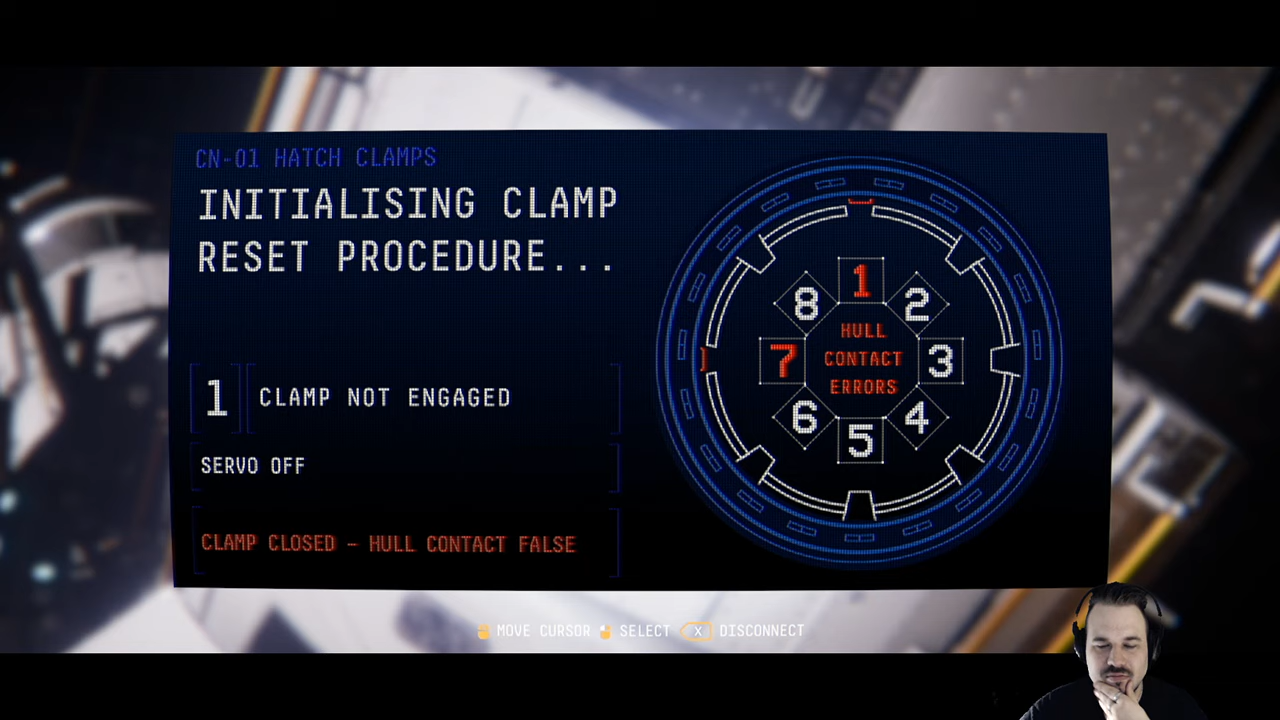 CN-01 HATCH CLAMPS
INITIALISING CLAMP
RESET PROCEDURE...
1 CLAMP NOT ENGAGED
SERVO OFF
CLAMP CLOSED - HULL CONTACT FALSE
1
8 2
HULL
7 CONTACT 3
ERRORS
6 4
5
MOVE CURSOR SELECT X DISCONNECT